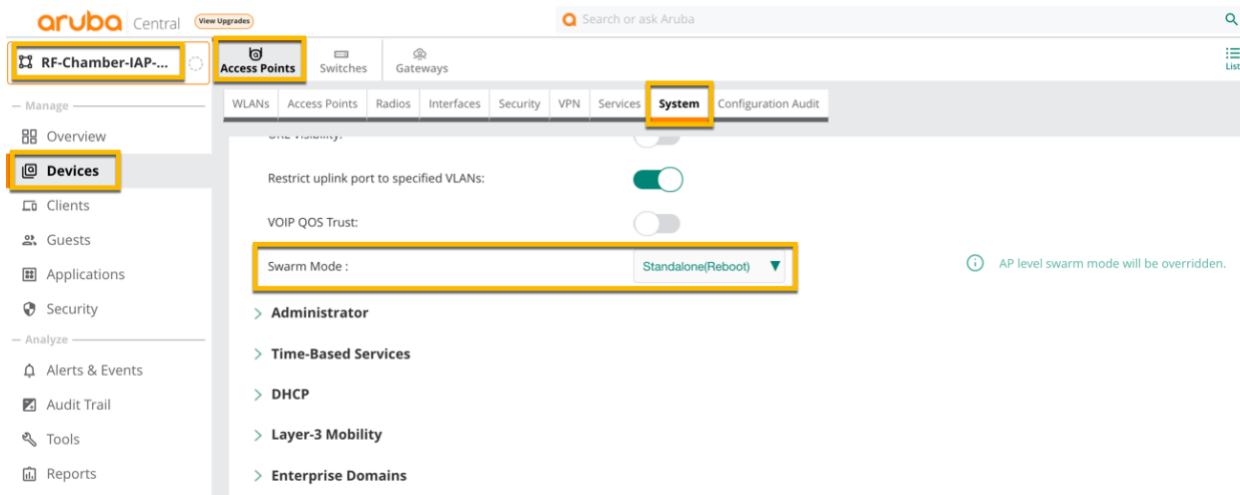 aruba Central View Upgrades
Search or ask Aruba
RF-Chamber-IAP-...
Access Points Switches Gateways
List
Manage
WLANs Access Points Radios Interfaces Security VPN Services System Configuration Audit
Overview
URL Visibility:
Devices
Restrict uplink port to specified VLANs:
Clients
VOIP QOS Trust:
Guests
Swarm Mode : Standalone(Reboot) AP level swarm mode will be overridden.
Applications
Security
Administrator
Analyze
Time-Based Services
Alerts & Events
DHCP
Audit Trail
Layer-3 Mobility
Tools
Enterprise Domains
Reports